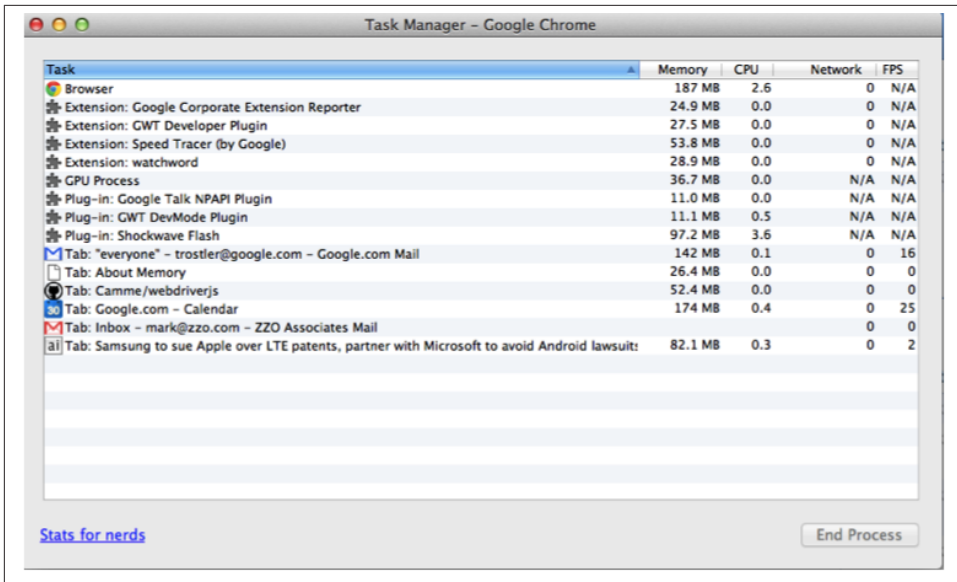 Task Manager – Google Chrome
Task Memory CPU Network FPS
Browser 187 MB 2.6 0 N/A
Extension: Google Corporate Extension Reporter 24.9 MB 0.0 0 N/A
Extension: GWT Developer Plugin 27.5 MB 0.0 0 N/A
Extension: Speed Tracer (by Google) 53.8 MB 0.0 0 N/A
Extension: watchword 28.9 MB 0.0 0 N/A
GPU Process 36.7 MB 0.0 N/A N/A
Plug-in: Google Talk NPAPI Plugin 11.0 MB 0.0 N/A N/A
Plug-in: GWT DevMode Plugin 11.1 MB 0.5 N/A N/A
Plug-in: Shockwave Flash 97.2 MB 3.6 N/A N/A
Tab: "everyone" – trostler@google.com – Google.com Mail 142 MB 0.1 0 16
Tab: About Memory 26.4 MB 0.0 0 0
Tab: Camme/webdriverjs 52.4 MB 0.0 0 0
30 Tab: Google.com – Calendar 174 MB 0.4 0 25
Tab: Inbox – mark@zzo.com – ZZO Associates Mail 0 0
ai Tab: Samsung to sue Apple over LTE patents, partner with Microsoft to avoid Android lawsuits 82.1 MB 0.3 0 2
Stats for nerds
End Process